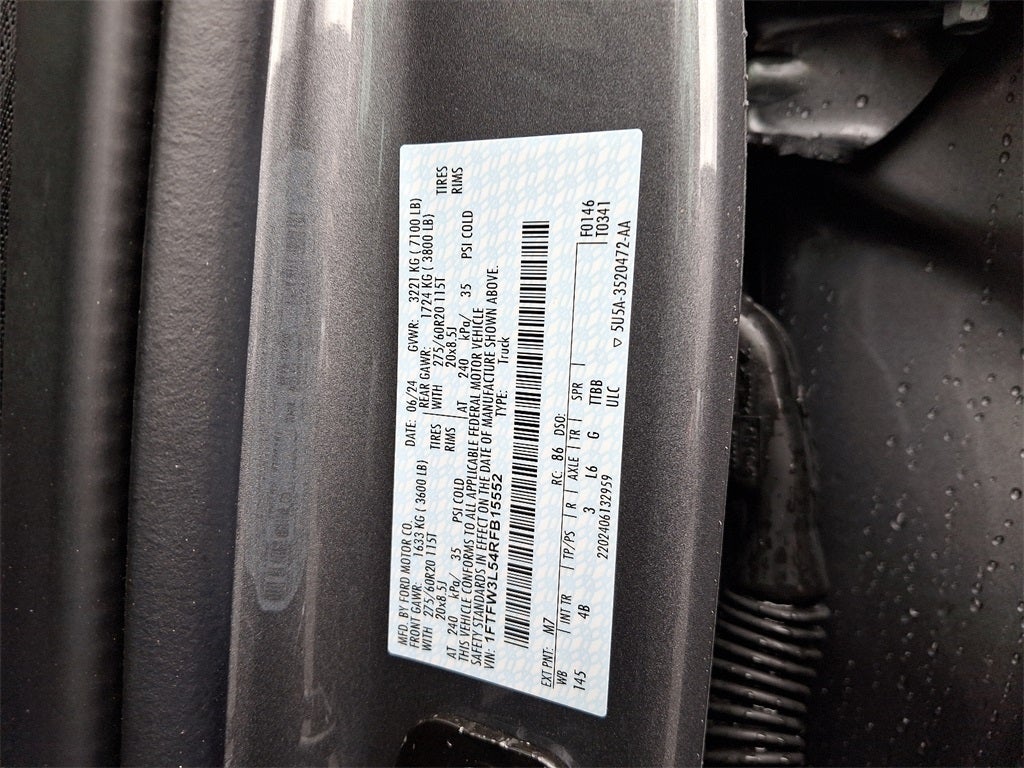 MFD. BY FORD MOTOR CO.
DATE: 06/24 GVWR: 3221 KG ( 7100 LB)
FRONT GAWR: 1633 KG ( 3600 LB)
REAR GAWR: 1724 KG ( 3800 LB)
WITH 275/60R20 115T TIRES
WITH 275/60R20 115T TIRES
20x8.5J RIMS
20x8.5J RIMS
AT 240 kPa/ 35 PSI COLD
AT 240 kPa/ 35 PSI COLD
THIS VEHICLE CONFORMS TO ALL APPLICABLE FEDERAL MOTOR VEHICLE
SAFETY STANDARDS IN EFFECT ON THE DATE OF MANUFACTURE SHOWN ABOVE.
VIN: 1FTFW3L54RFB15552 TYPE: Truck
EXT PNT: M7 RC: 86 DSO: F0146
WB INT TR TP/PS R AXLE TR SPR T0341
145 4B 3 L6 G TTBB
ULC
2202406132959 ▽ 5U5A-3520472-AA